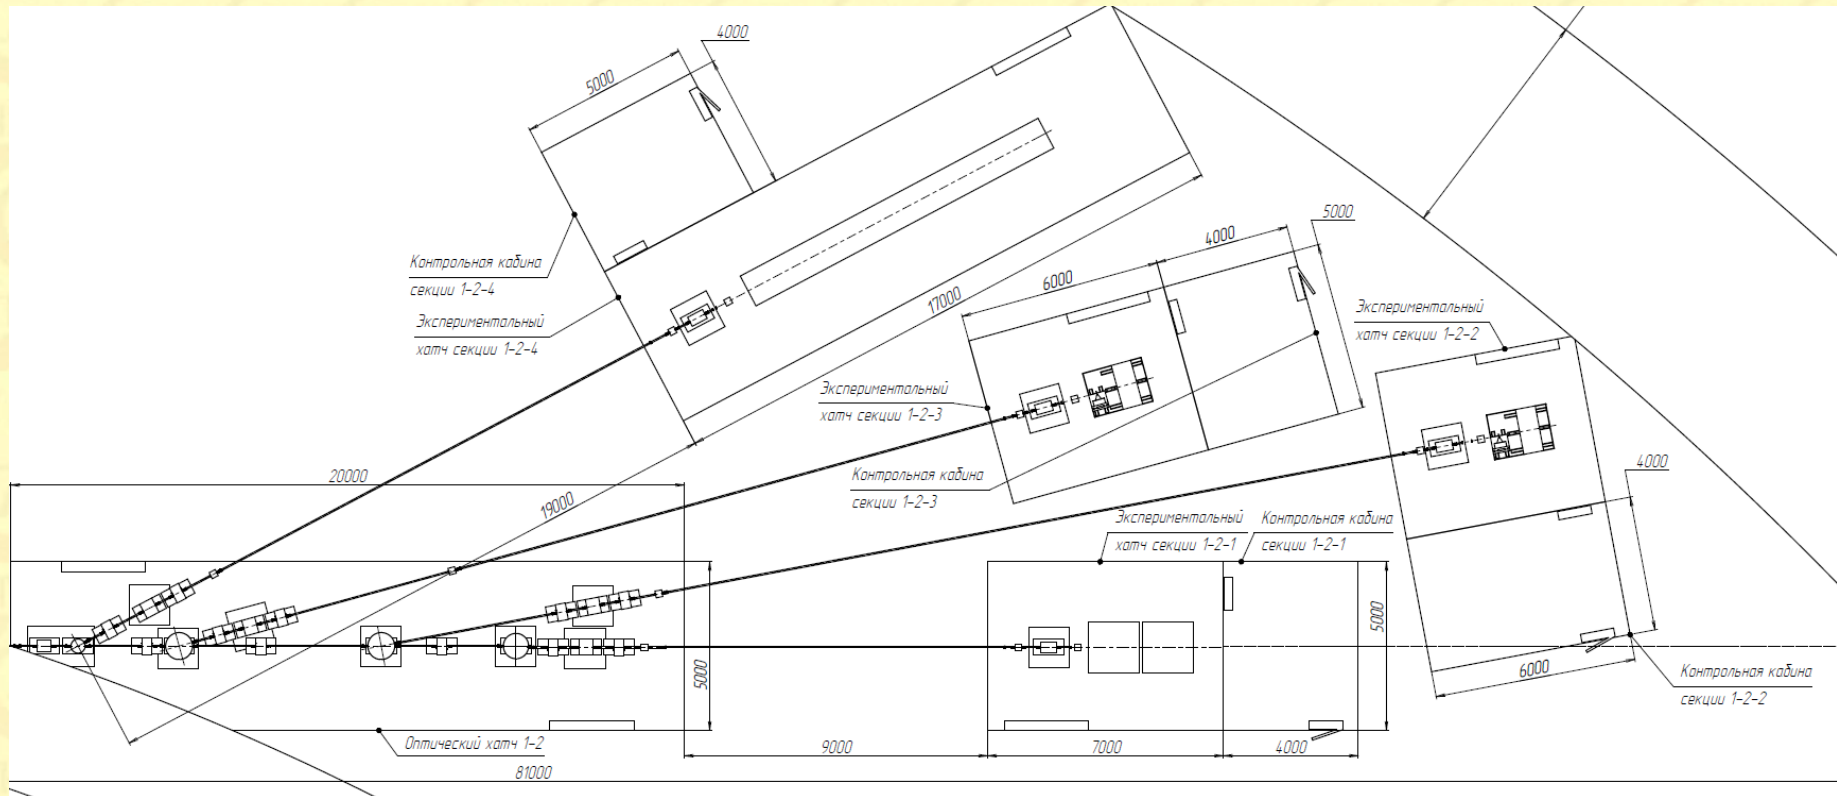 4000
5000
Контрольная кабина
секции 1-2-4
Экспериментальный
хатч секции 1-2-4
17000
6000
4000
5000
Экспериментальный
хатч секции 1-2-2
Экспериментальный
хатч секции 1-2-3
Контрольная кабина
секции 1-2-3
20000
19000
4000
Экспериментальный
хатч секции 1-2-1
Контрольная кабина
секции 1-2-1
5000
5000
6000
Контрольная кабина
секции 1-2-2
Оптический хатч 1-2
9000
7000
4000
81000